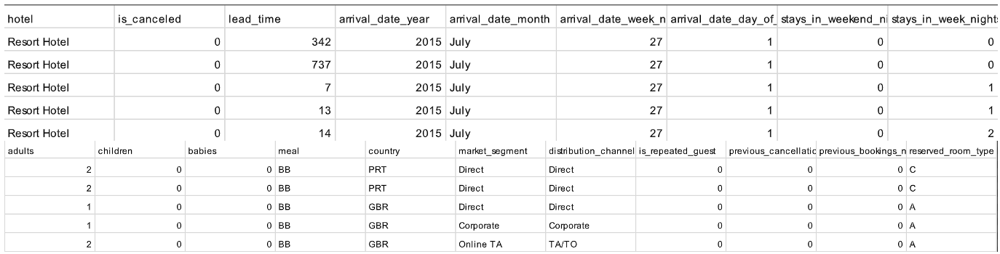 hotel is_canceled lead_time arrival_date_year arrival_date_month arrival_date_week_n arrival_date_day_of_ stays_in_weekend_ni stays_in_week_nights
Resort Hotel 0 342 2015 July 27 1 0 0
Resort Hotel 0 737 2015 July 27 1 0 0
Resort Hotel 0 7 2015 July 27 1 0 1
Resort Hotel 0 13 2015 July 27 1 0 1
Resort Hotel 0 14 2015 July 27 1 0 2
adults children babies meal country market_segment distribution_channel is_repeated_guest previous_cancellatic previous_bookings_n reserved_room_type
2 0 0 BB PRT Direct Direct 0 0 0 C
2 0 0 BB PRT Direct Direct 0 0 0 C
1 0 0 BB GBR Direct Direct 0 0 0 A
1 0 0 BB GBR Corporate Corporate 0 0 0 A
2 0 0 BB GBR Online TA TA/TO 0 0 0 A